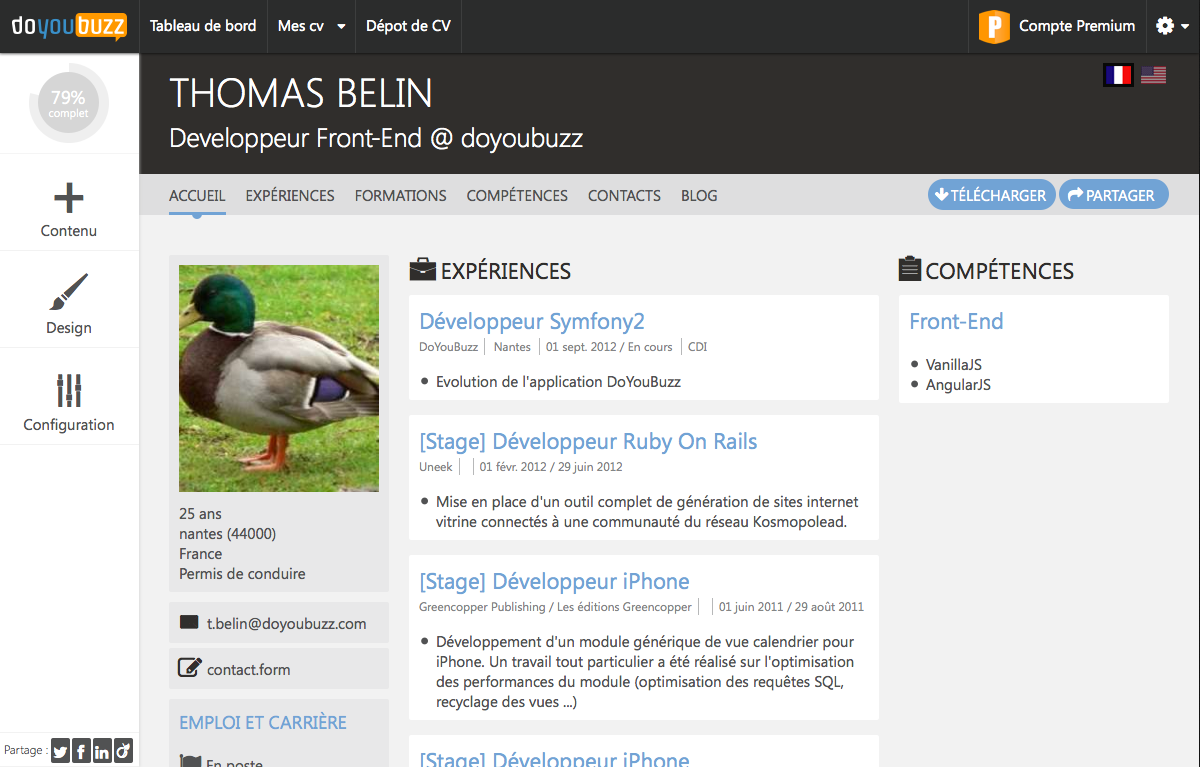 doyoubuzz
Tableau de bord
Mes cv
Dépot de CV
P
Compte Premium
79%
complet
Contenu
Design
Configuration
Partage :
THOMAS BELIN
Developpeur Front-End @ doyoubuzz
ACCUEIL EXPÉRIENCES FORMATIONS COMPÉTENCES CONTACTS BLOG
TÉLÉCHARGER
PARTAGER
25 ans
nantes (44000)
France
Permis de conduire
t.belin@doyoubuzz.com
contact.form
EMPLOI ET CARRIÈRE
En poste
EXPÉRIENCES
Développeur Symfony2
DoYouBuzz Nantes 01 sept. 2012 / En cours CDI
Evolution de l'application DoYouBuzz
[Stage] Développeur Ruby On Rails
Uneek 01 févr. 2012 / 29 juin 2012
Mise en place d'un outil complet de génération de sites internet
vitrine connectés à une communauté du réseau Kosmopolead.
[Stage] Développeur iPhone
Greencopper Publishing / Les éditions Greencopper 01 juin 2011 / 29 août 2011
Développement d'un module générique de vue calendrier pour
iPhone. Un travail tout particulier a été réalisé sur l'optimisation
des performances du module (optimisation des requêtes SQL,
recyclage des vues ...)
[Stage] Développeur iPhone
COMPÉTENCES
Front-End
VanillaJS
AngularJS